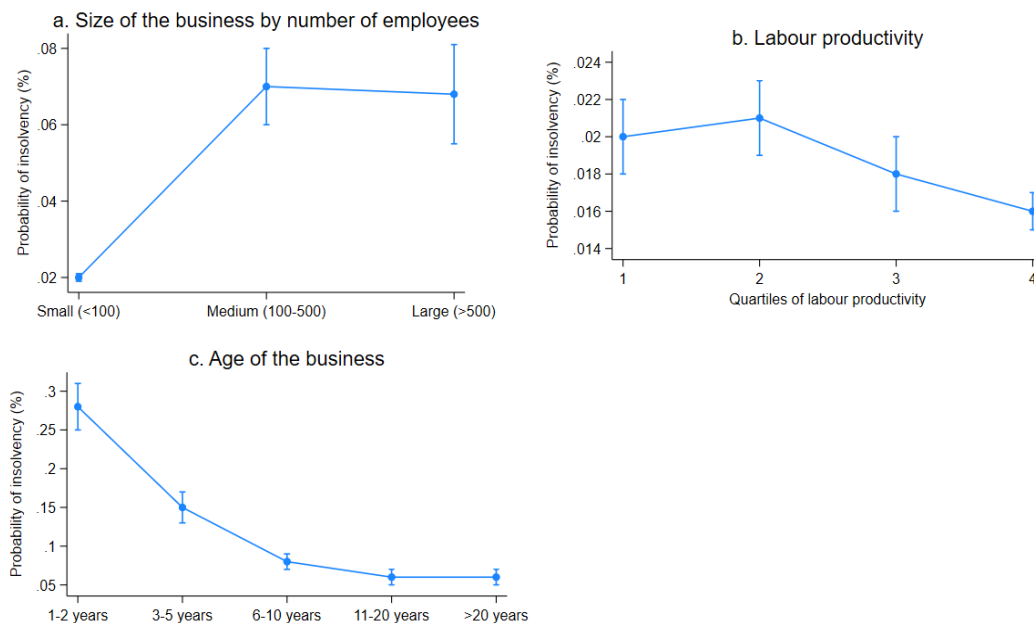 a. Size of the business by number of employees
Probability of insolvency (%)
.08
.06
.04
.02
Small (<100) Medium (100-500) Large (>500)
b. Labour productivity
Probability of insolvency (%)
.024
.022
.02
.018
.016
.014
1 2 3 4
Quartiles of labour productivity
c. Age of the business
Probability of insolvency (%)
.3
.25
.2
.15
.1
.05
1-2 years 3-5 years 6-10 years 11-20 years >20 years